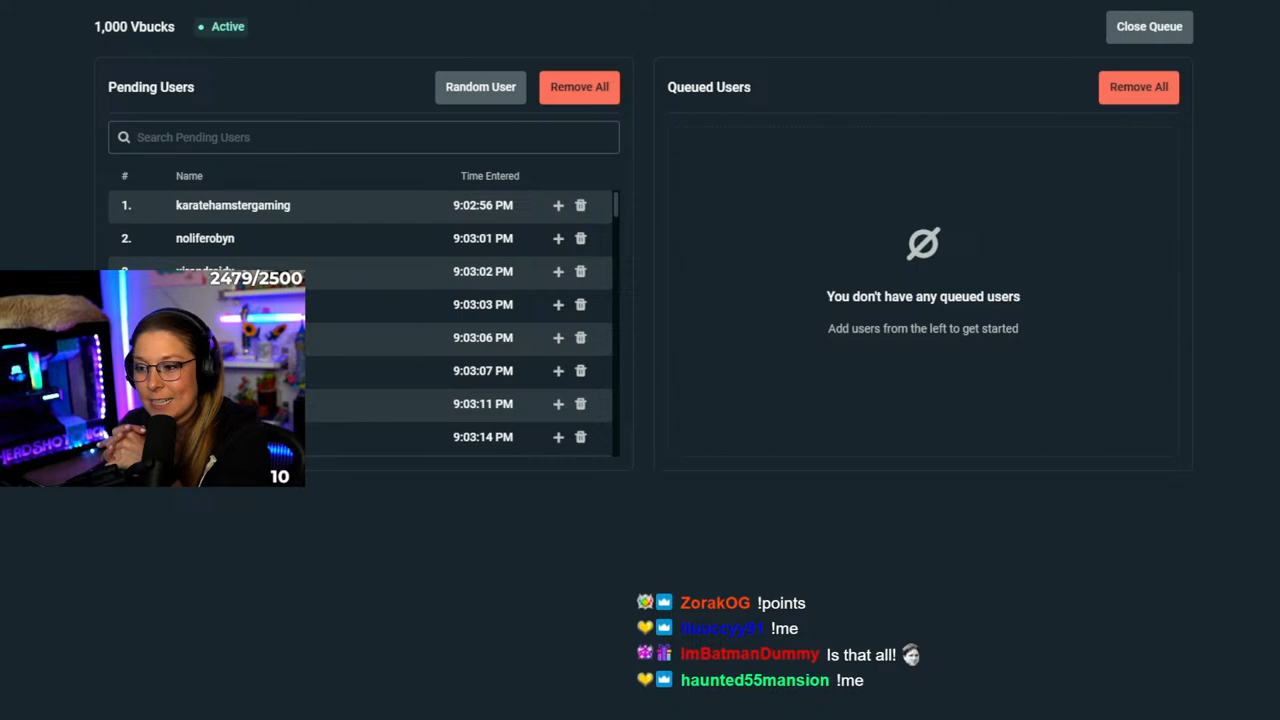 1,000 Vbucks
Active
Close Queue
Pending Users
Random User
Remove All
Search Pending Users
# Name Time Entered
1. karatehamstergaming 9:02:56 PM
2. noliferobyn 9:03:01 PM
9:03:02 PM
9:03:03 PM
9:03:06 PM
9:03:07 PM
9:03:11 PM
9:03:14 PM
Queued Users
Remove All
You don't have any queued users
Add users from the left to get started
2479/2500
10
ZorakOG !points
!me
ImBatmanDummy Is that all!
haunted55mansion !me